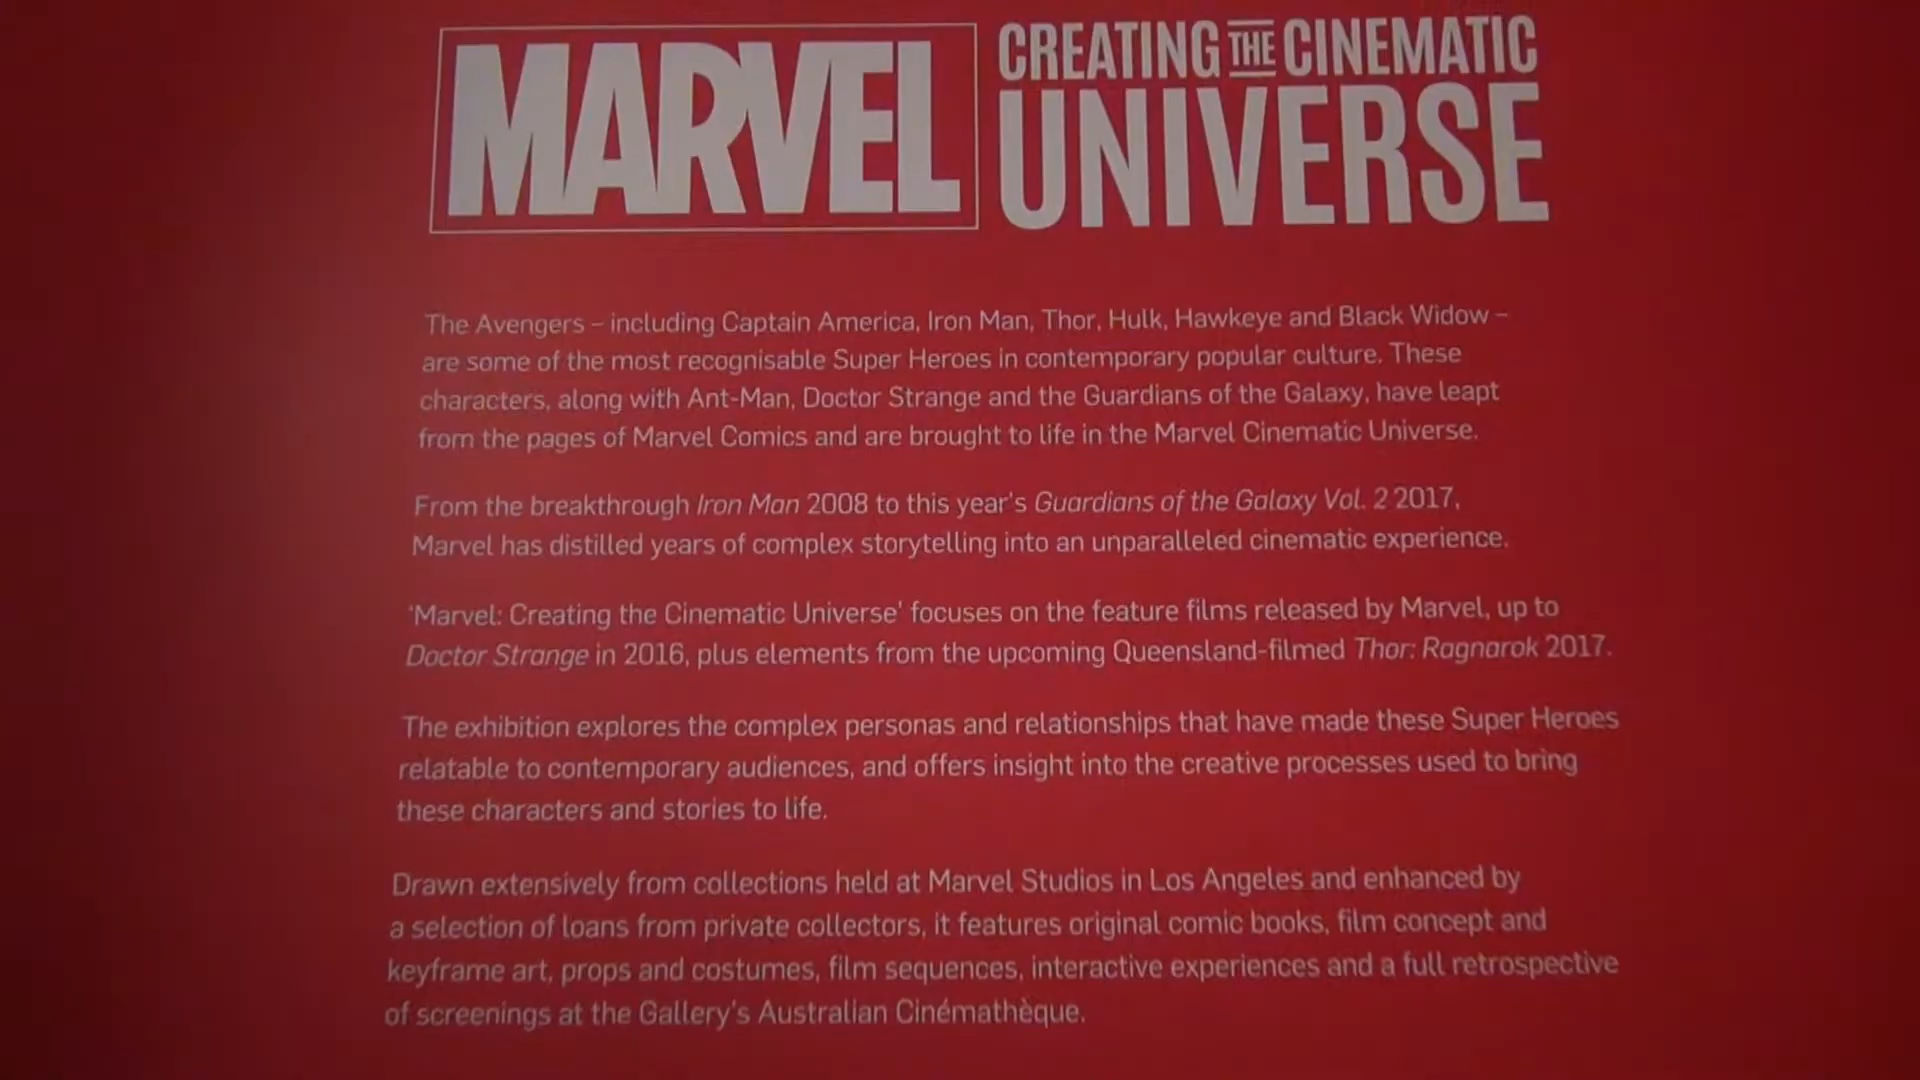 MARVEL
CREATING THE CINEMATIC
UNIVERSE
The Avengers – including Captain America, Iron Man, Thor, Hulk, Hawkeye and Black Widow –
are some of the most recognisable Super Heroes in contemporary popular culture. These
characters, along with Ant-Man, Doctor Strange and the Guardians of the Galaxy, have leapt
from the pages of Marvel Comics and are brought to life in the Marvel Cinematic Universe.
From the breakthrough Iron Man 2008 to this year's Guardians of the Galaxy Vol. 2 2017,
Marvel has distilled years of complex storytelling into an unparalleled cinematic experience.
'Marvel: Creating the Cinematic Universe' focuses on the feature films released by Marvel, up to
Doctor Strange in 2016, plus elements from the upcoming Queensland-filmed Thor: Ragnarok 2017.
The exhibition explores the complex personas and relationships that have made these Super Heroes
relatable to contemporary audiences, and offers insight into the creative processes used to bring
these characters and stories to life.
Drawn extensively from collections held at Marvel Studios in Los Angeles and enhanced by
a selection of loans from private collectors, it features original comic books, film concept and
keyframe art, props and costumes, film sequences, interactive experiences and a full retrospective
of screenings at the Gallery's Australian Cinémathèque.